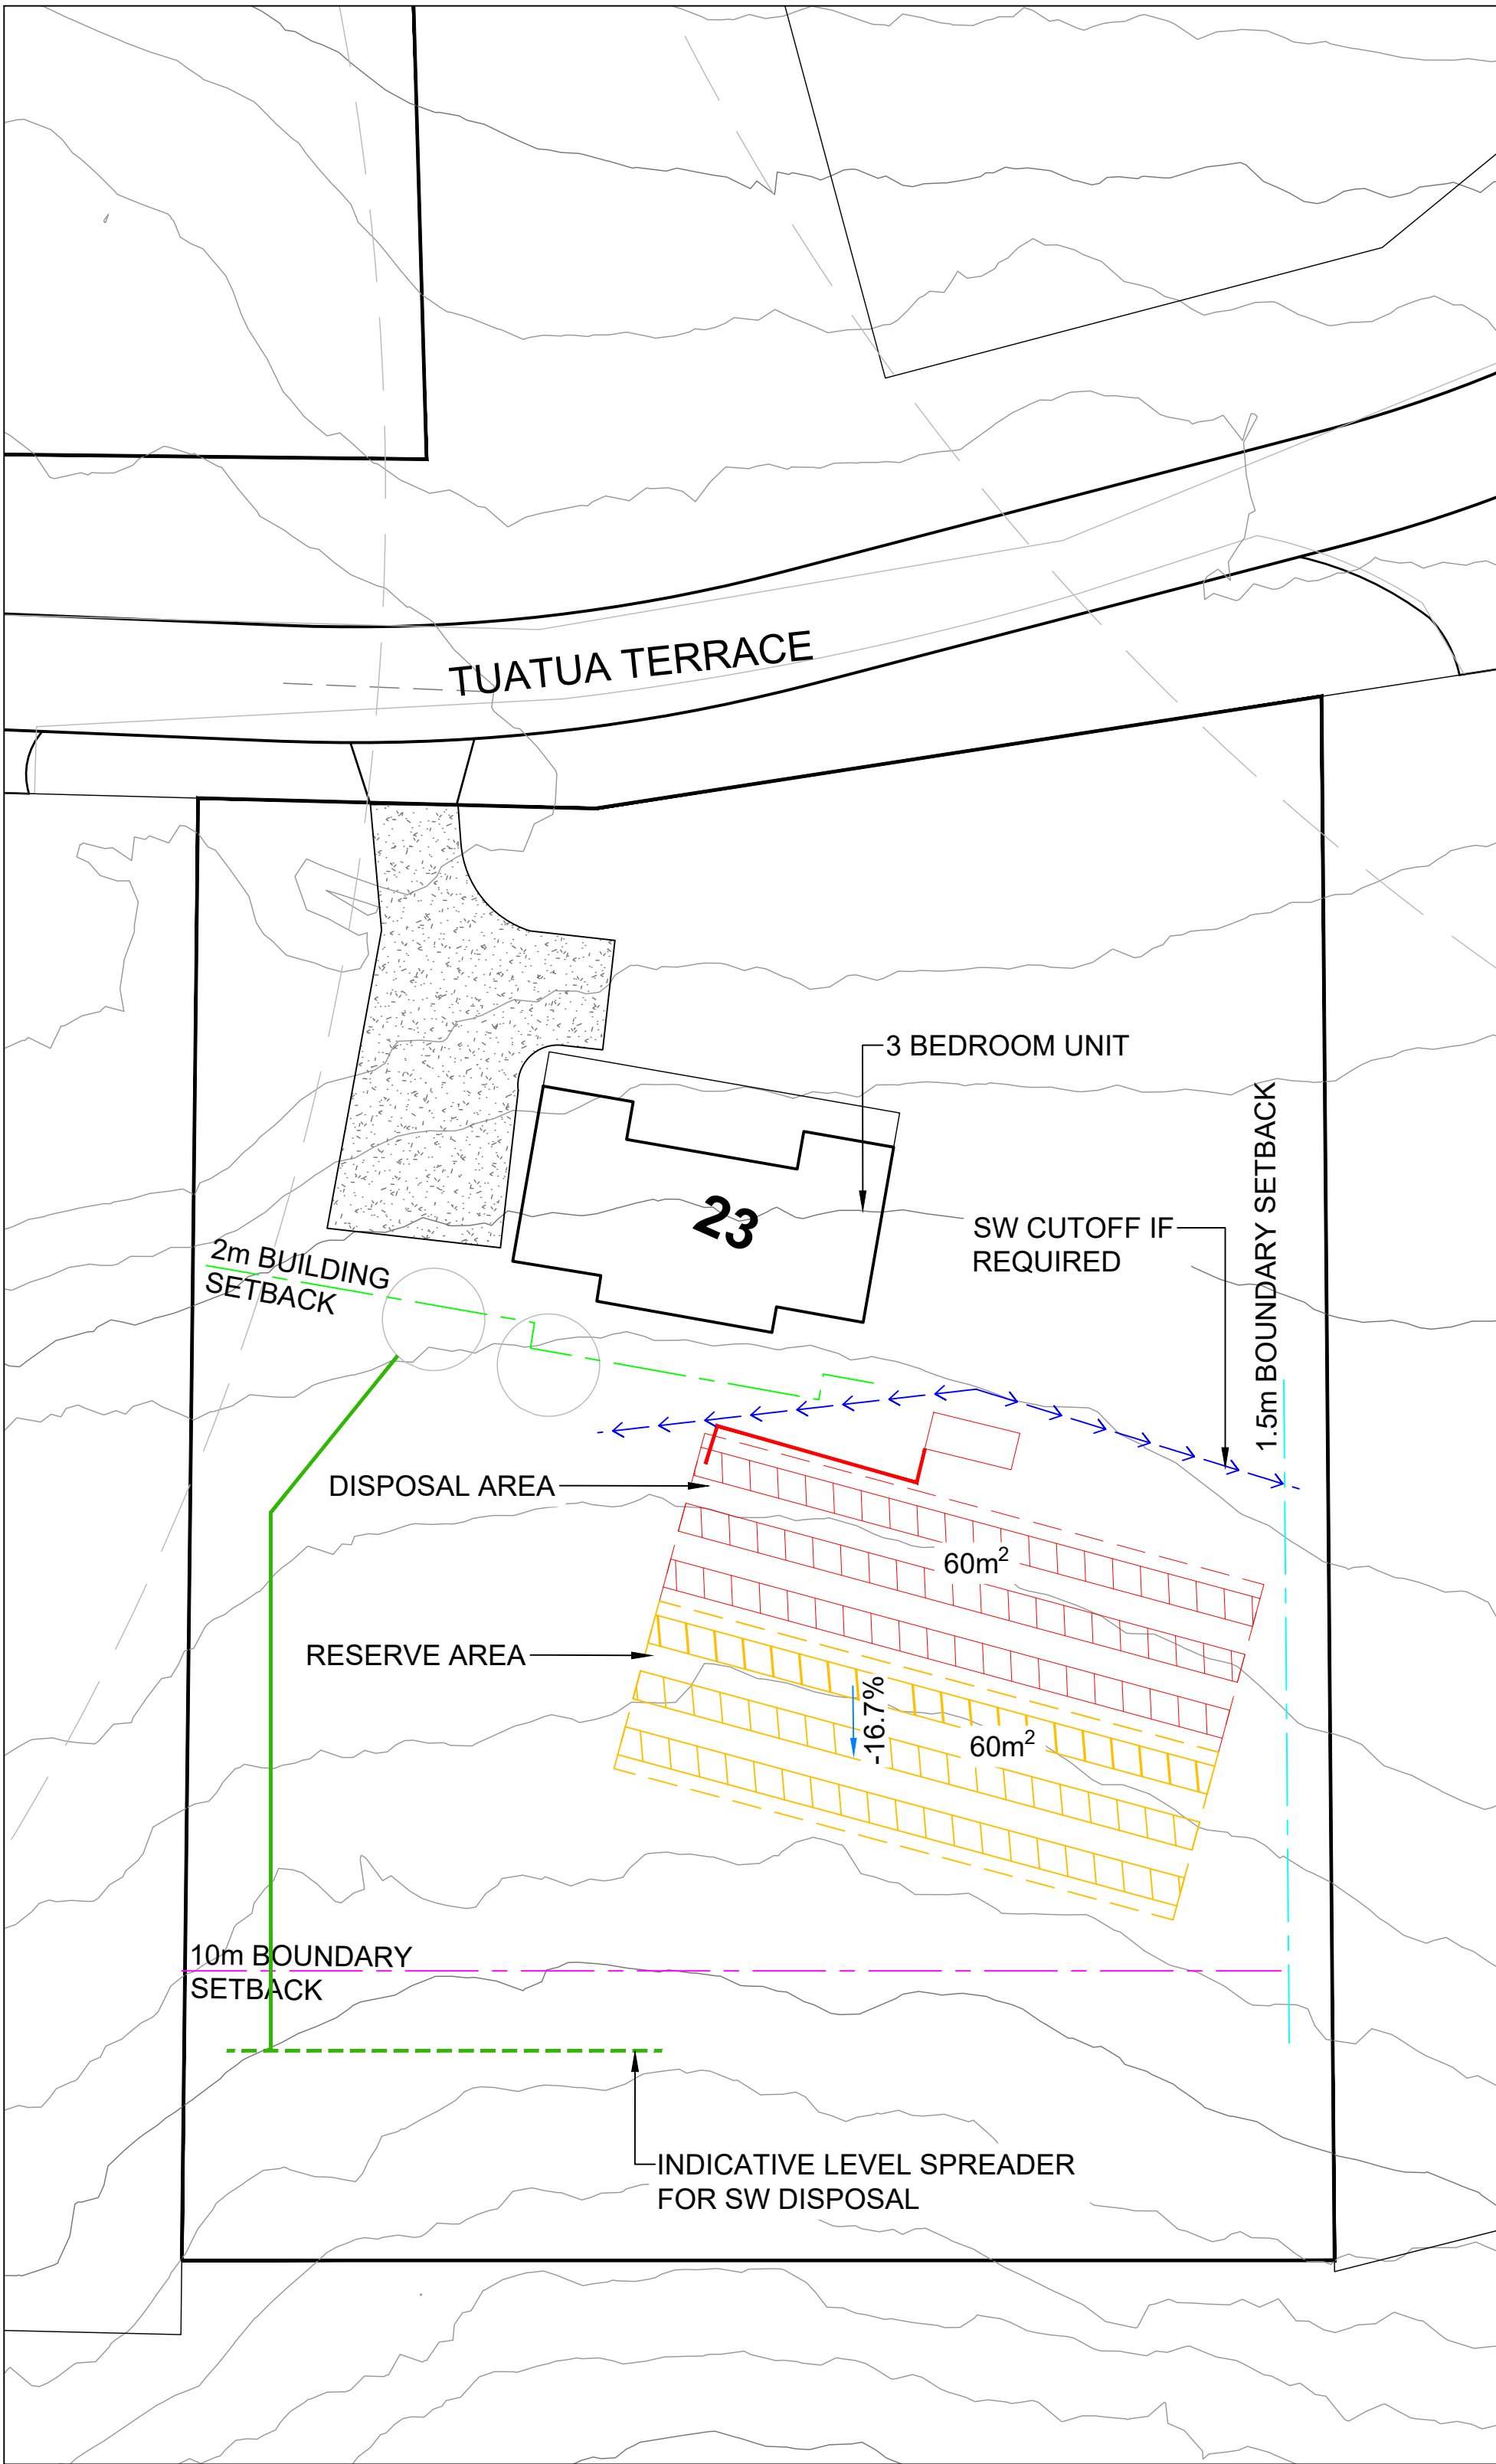 TUATUA TERRACE
3 BEDROOM UNIT
1.5m BOUNDARY SETBACK
23
SW CUTOFF IF
REQUIRED
2m BUILDING
SETBACK
DISPOSAL AREA
60m²
RESERVE AREA
-16.7%
60m²
10m BOUNDARY
SETBACK
INDICATIVE LEVEL SPREADER
FOR SW DISPOSAL